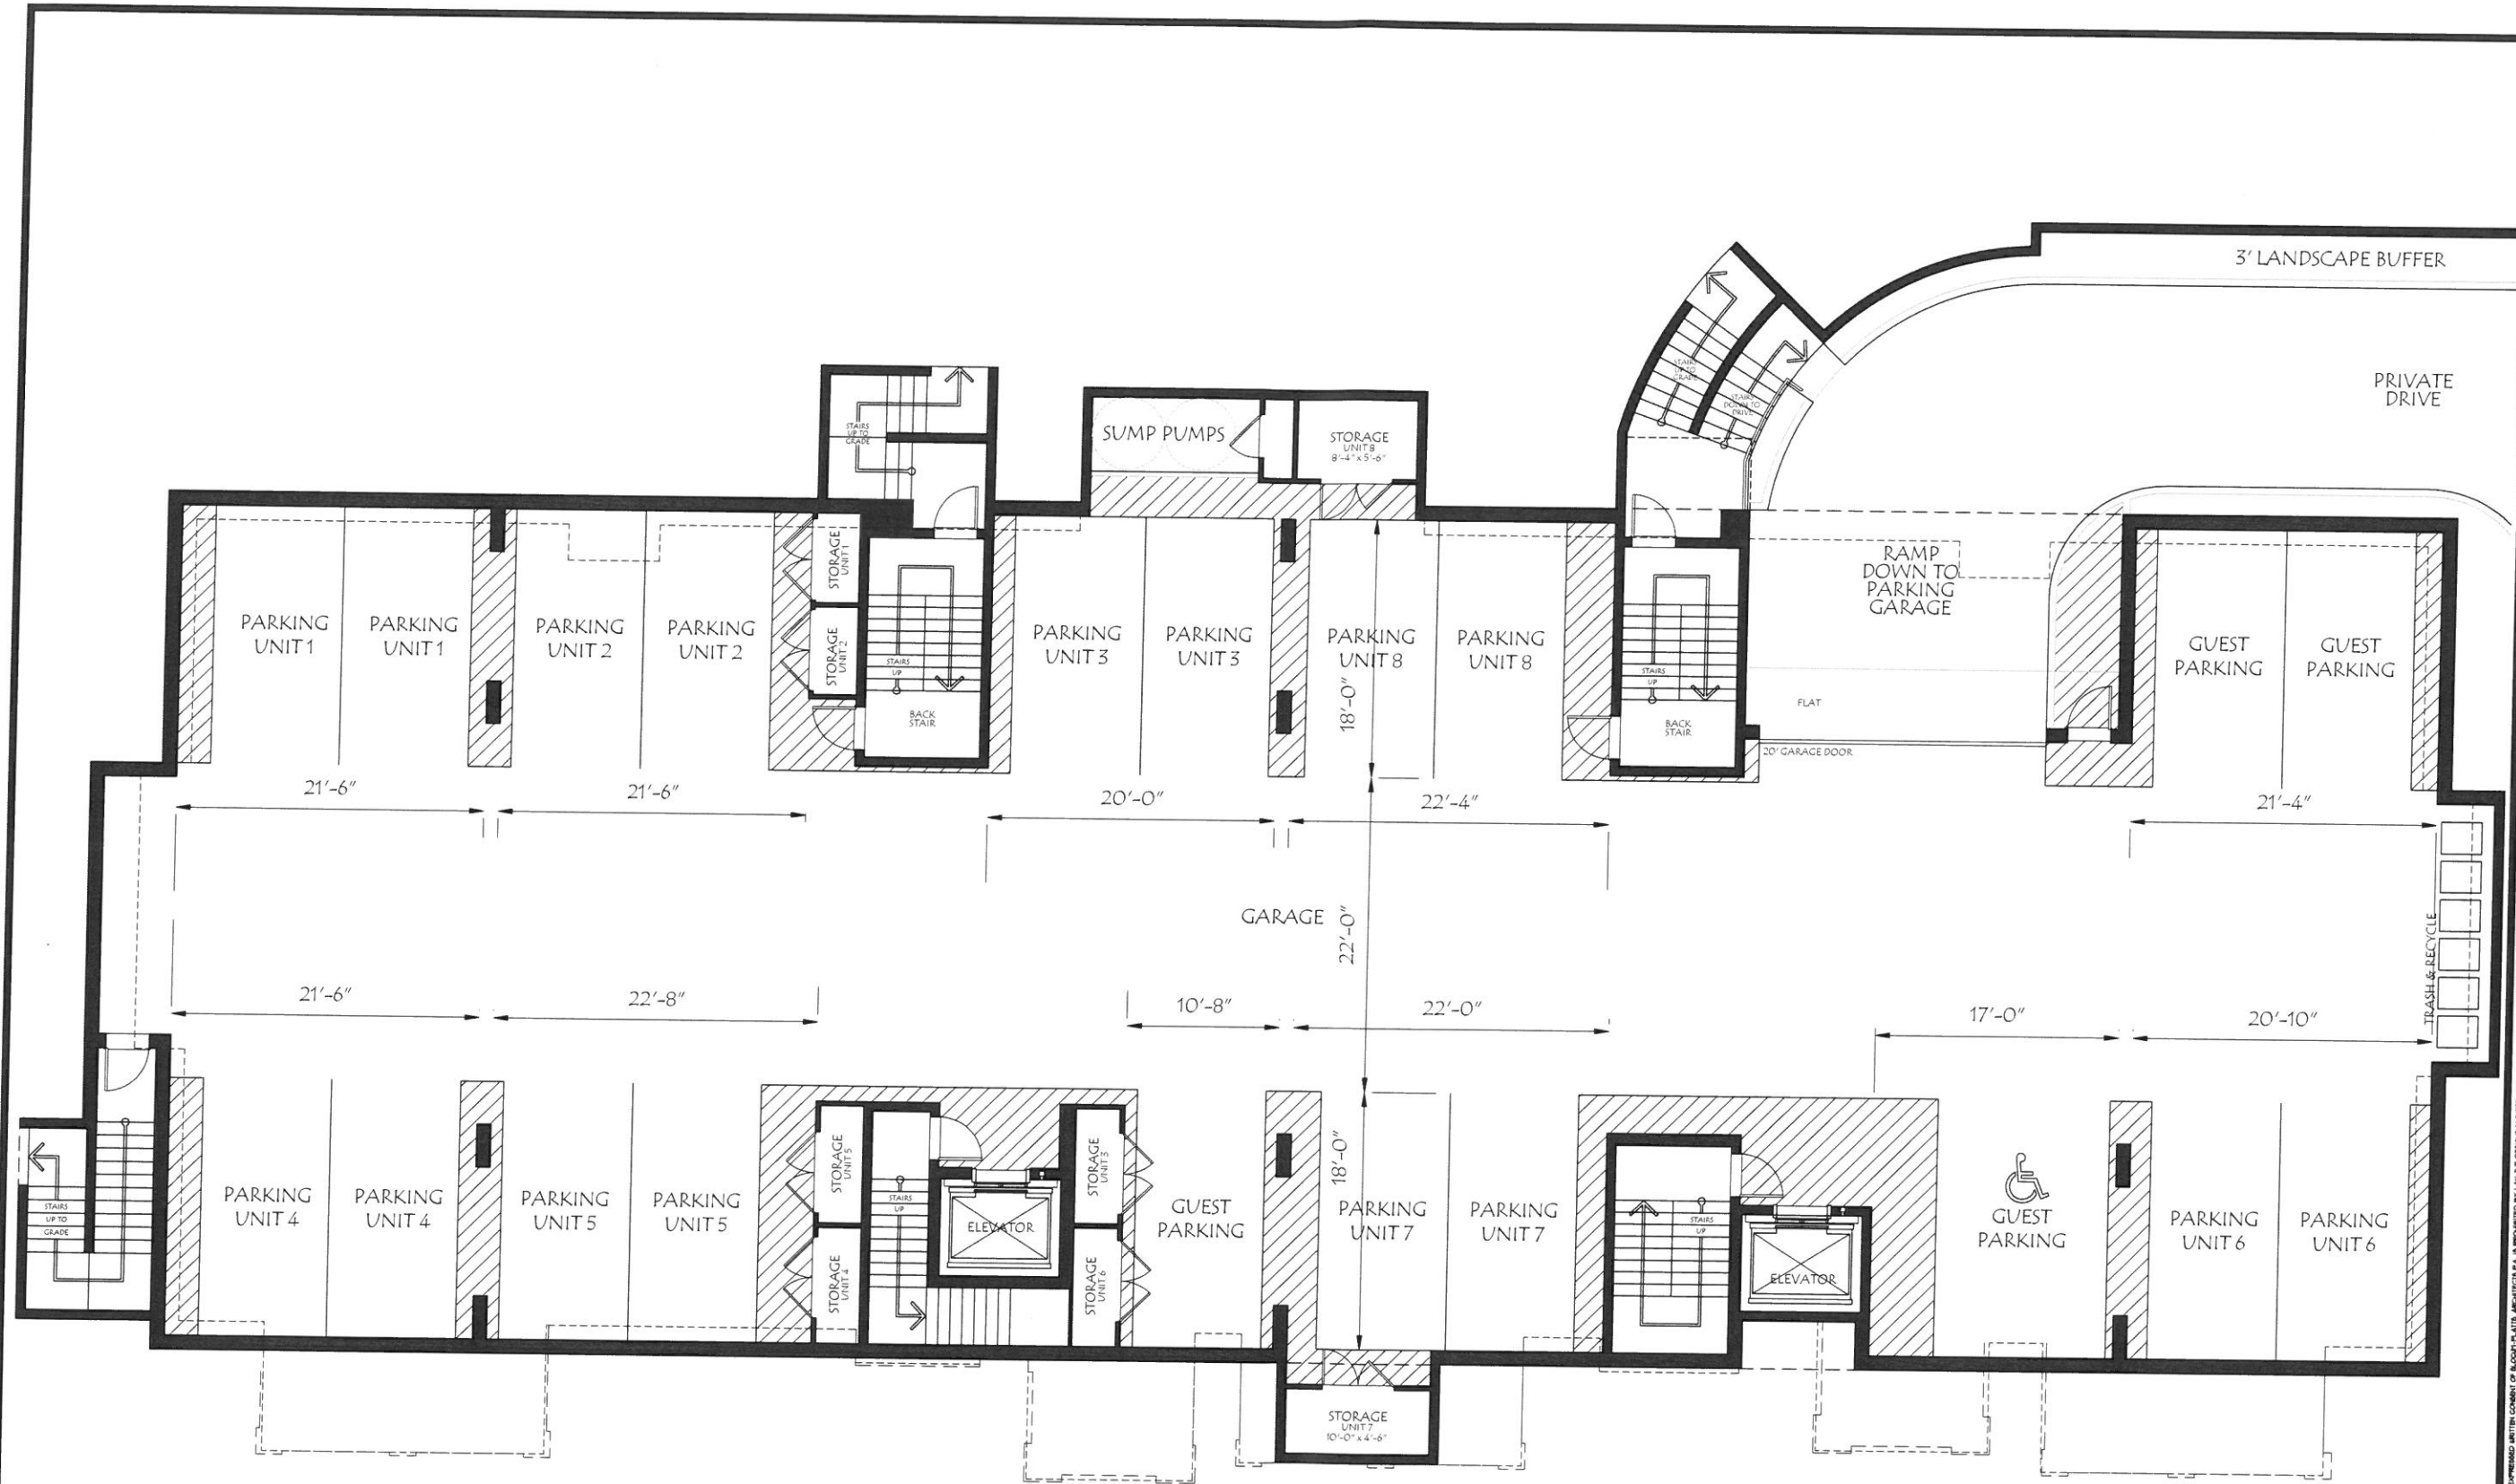 3' LANDSCAPE BUFFER
PRIVATE
DRIVE
STAIRS
UP TO
GRADE
STAIRS
DOWN TO
DRIVE
STAIRS
UP TO
GRADE
SUMP PUMPS
STORAGE
UNIT 8
8'-4" x 5'-6"
PARKING
UNIT 1
PARKING
UNIT 1
PARKING
UNIT 2
PARKING
UNIT 2
STORAGE
UNIT 1
STORAGE
UNIT 2
STAIRS
UP
BACK
STAIR
PARKING
UNIT 3
PARKING
UNIT 3
PARKING
UNIT 8
PARKING
UNIT 8
18'-0"
STAIRS
UP
BACK
STAIR
RAMP
DOWN TO
PARKING
GARAGE
FLAT
20' GARAGE DOOR
GUEST
PARKING
GUEST
PARKING
21'-6"
21'-6"
20'-0"
22'-4"
21'-4"
GARAGE
22'-0"
TRASH & RECYCLE
21'-6"
22'-8"
10'-8"
22'-0"
17'-0"
20'-10"
STAIRS
UP TO
GRADE
PARKING
UNIT 4
PARKING
UNIT 4
PARKING
UNIT 5
PARKING
UNIT 5
STORAGE
UNIT 5
STORAGE
UNIT 4
STAIRS
UP
ELEVATOR
STORAGE
UNIT 3
STORAGE
UNIT 6
GUEST
PARKING
18'-0"
PARKING
UNIT 7
PARKING
UNIT 7
STAIRS
UP
ELEVATOR
GUEST
PARKING
PARKING
UNIT 6
PARKING
UNIT 6
STORAGE
UNIT 7
10'-0" x 4'-6"